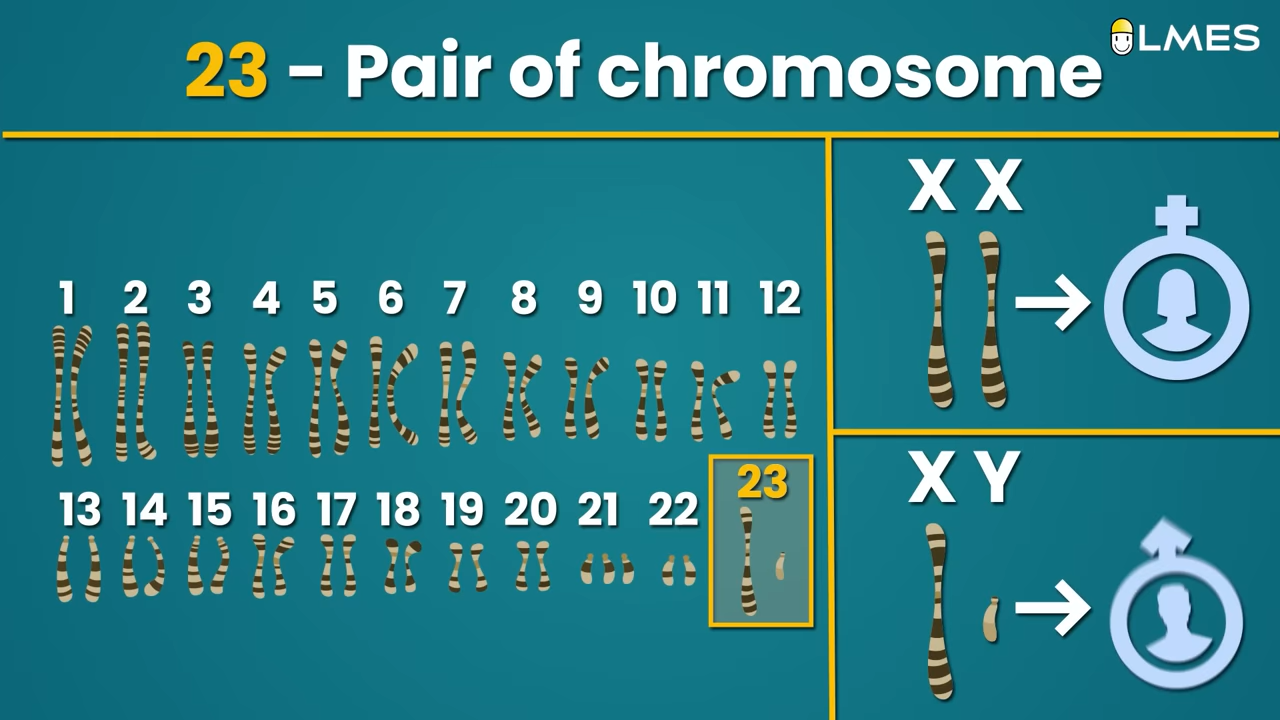 23 - Pair of chromosome
LMES
1 2 3 4 5 6 7 8 9 10 11 12
13 14 15 16 17 18 19 20 21 22 23
X X
X Y